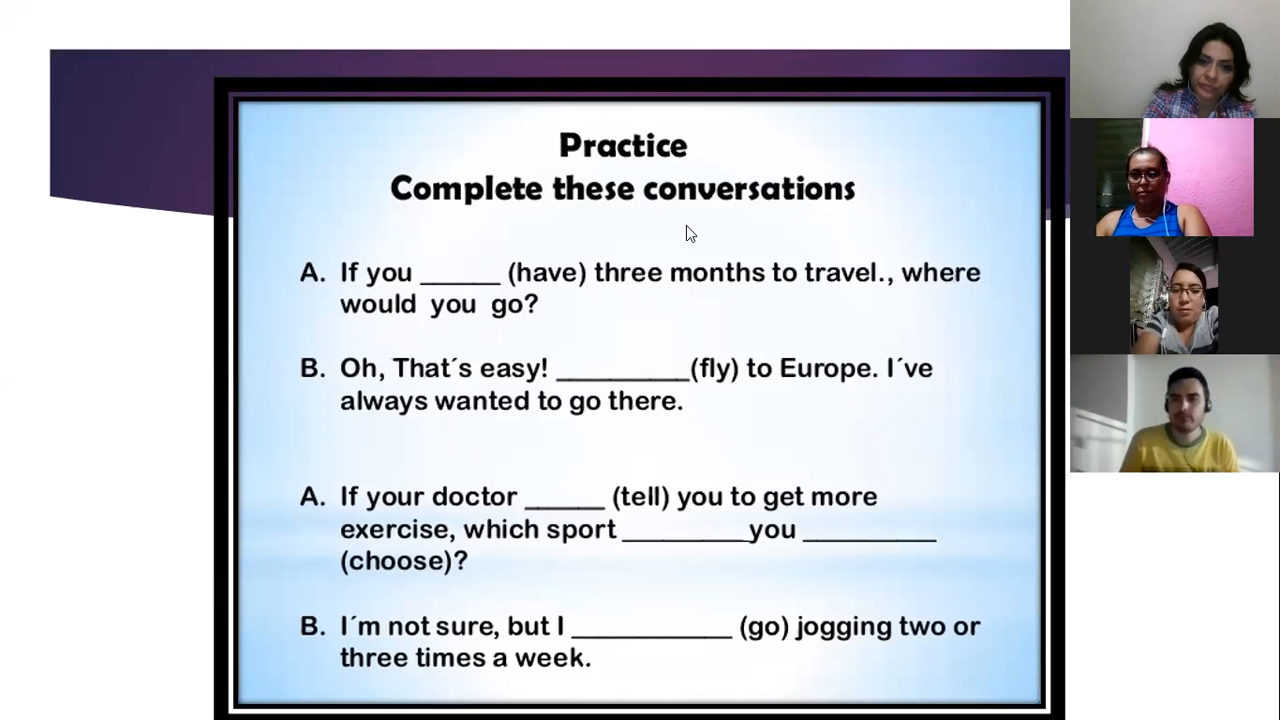 Practice
Complete these conversations
A. If you ______ (have) three months to travel., where
would you go?
B. Oh, That´s easy! __________(fly) to Europe. I´ve
always wanted to go there.
A. If your doctor ______ (tell) you to get more
exercise, which sport __________you __________
(choose)?
B. I´m not sure, but I ____________ (go) jogging two or
three times a week.